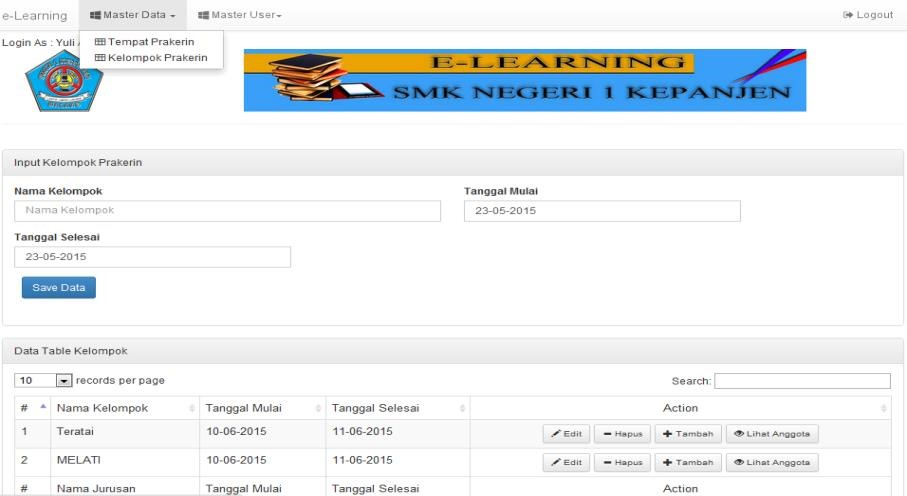 e-Learning Master Data Master User Logout
Login As : Yuli
Tempat Prakerin
Kelompok Prakerin
E-LEARNING
SMK NEGERI 1 KEPANJEN
Input Kelompok Prakerin
Nama Kelompok Tanggal Mulai
Nama Kelompok 23-05-2015
Tanggal Selesai
23-05-2015
Save Data
Data Table Kelompok
10 records per page Search:
# Nama Kelompok Tanggal Mulai Tanggal Selesai Action
1 Teratai 10-06-2015 11-06-2015 Edit Hapus Tambah Lihat Anggota
2 MELATI 10-06-2015 11-06-2015 Edit Hapus Tambah Lihat Anggota
# Nama Jurusan Tanggal Mulai Tanggal Selesai Action